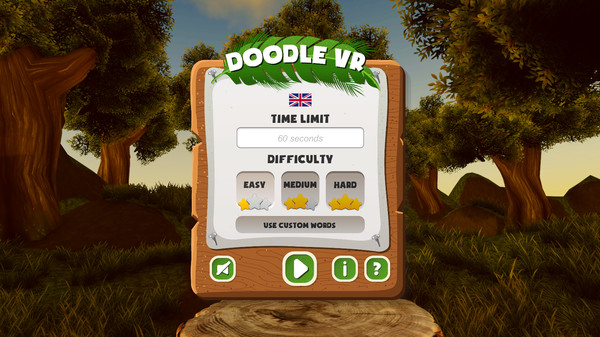 DOODLE VR
TIME LIMIT
60 seconds
DIFFICULTY
EASY MEDIUM HARD
USE CUSTOM WORDS
i ?